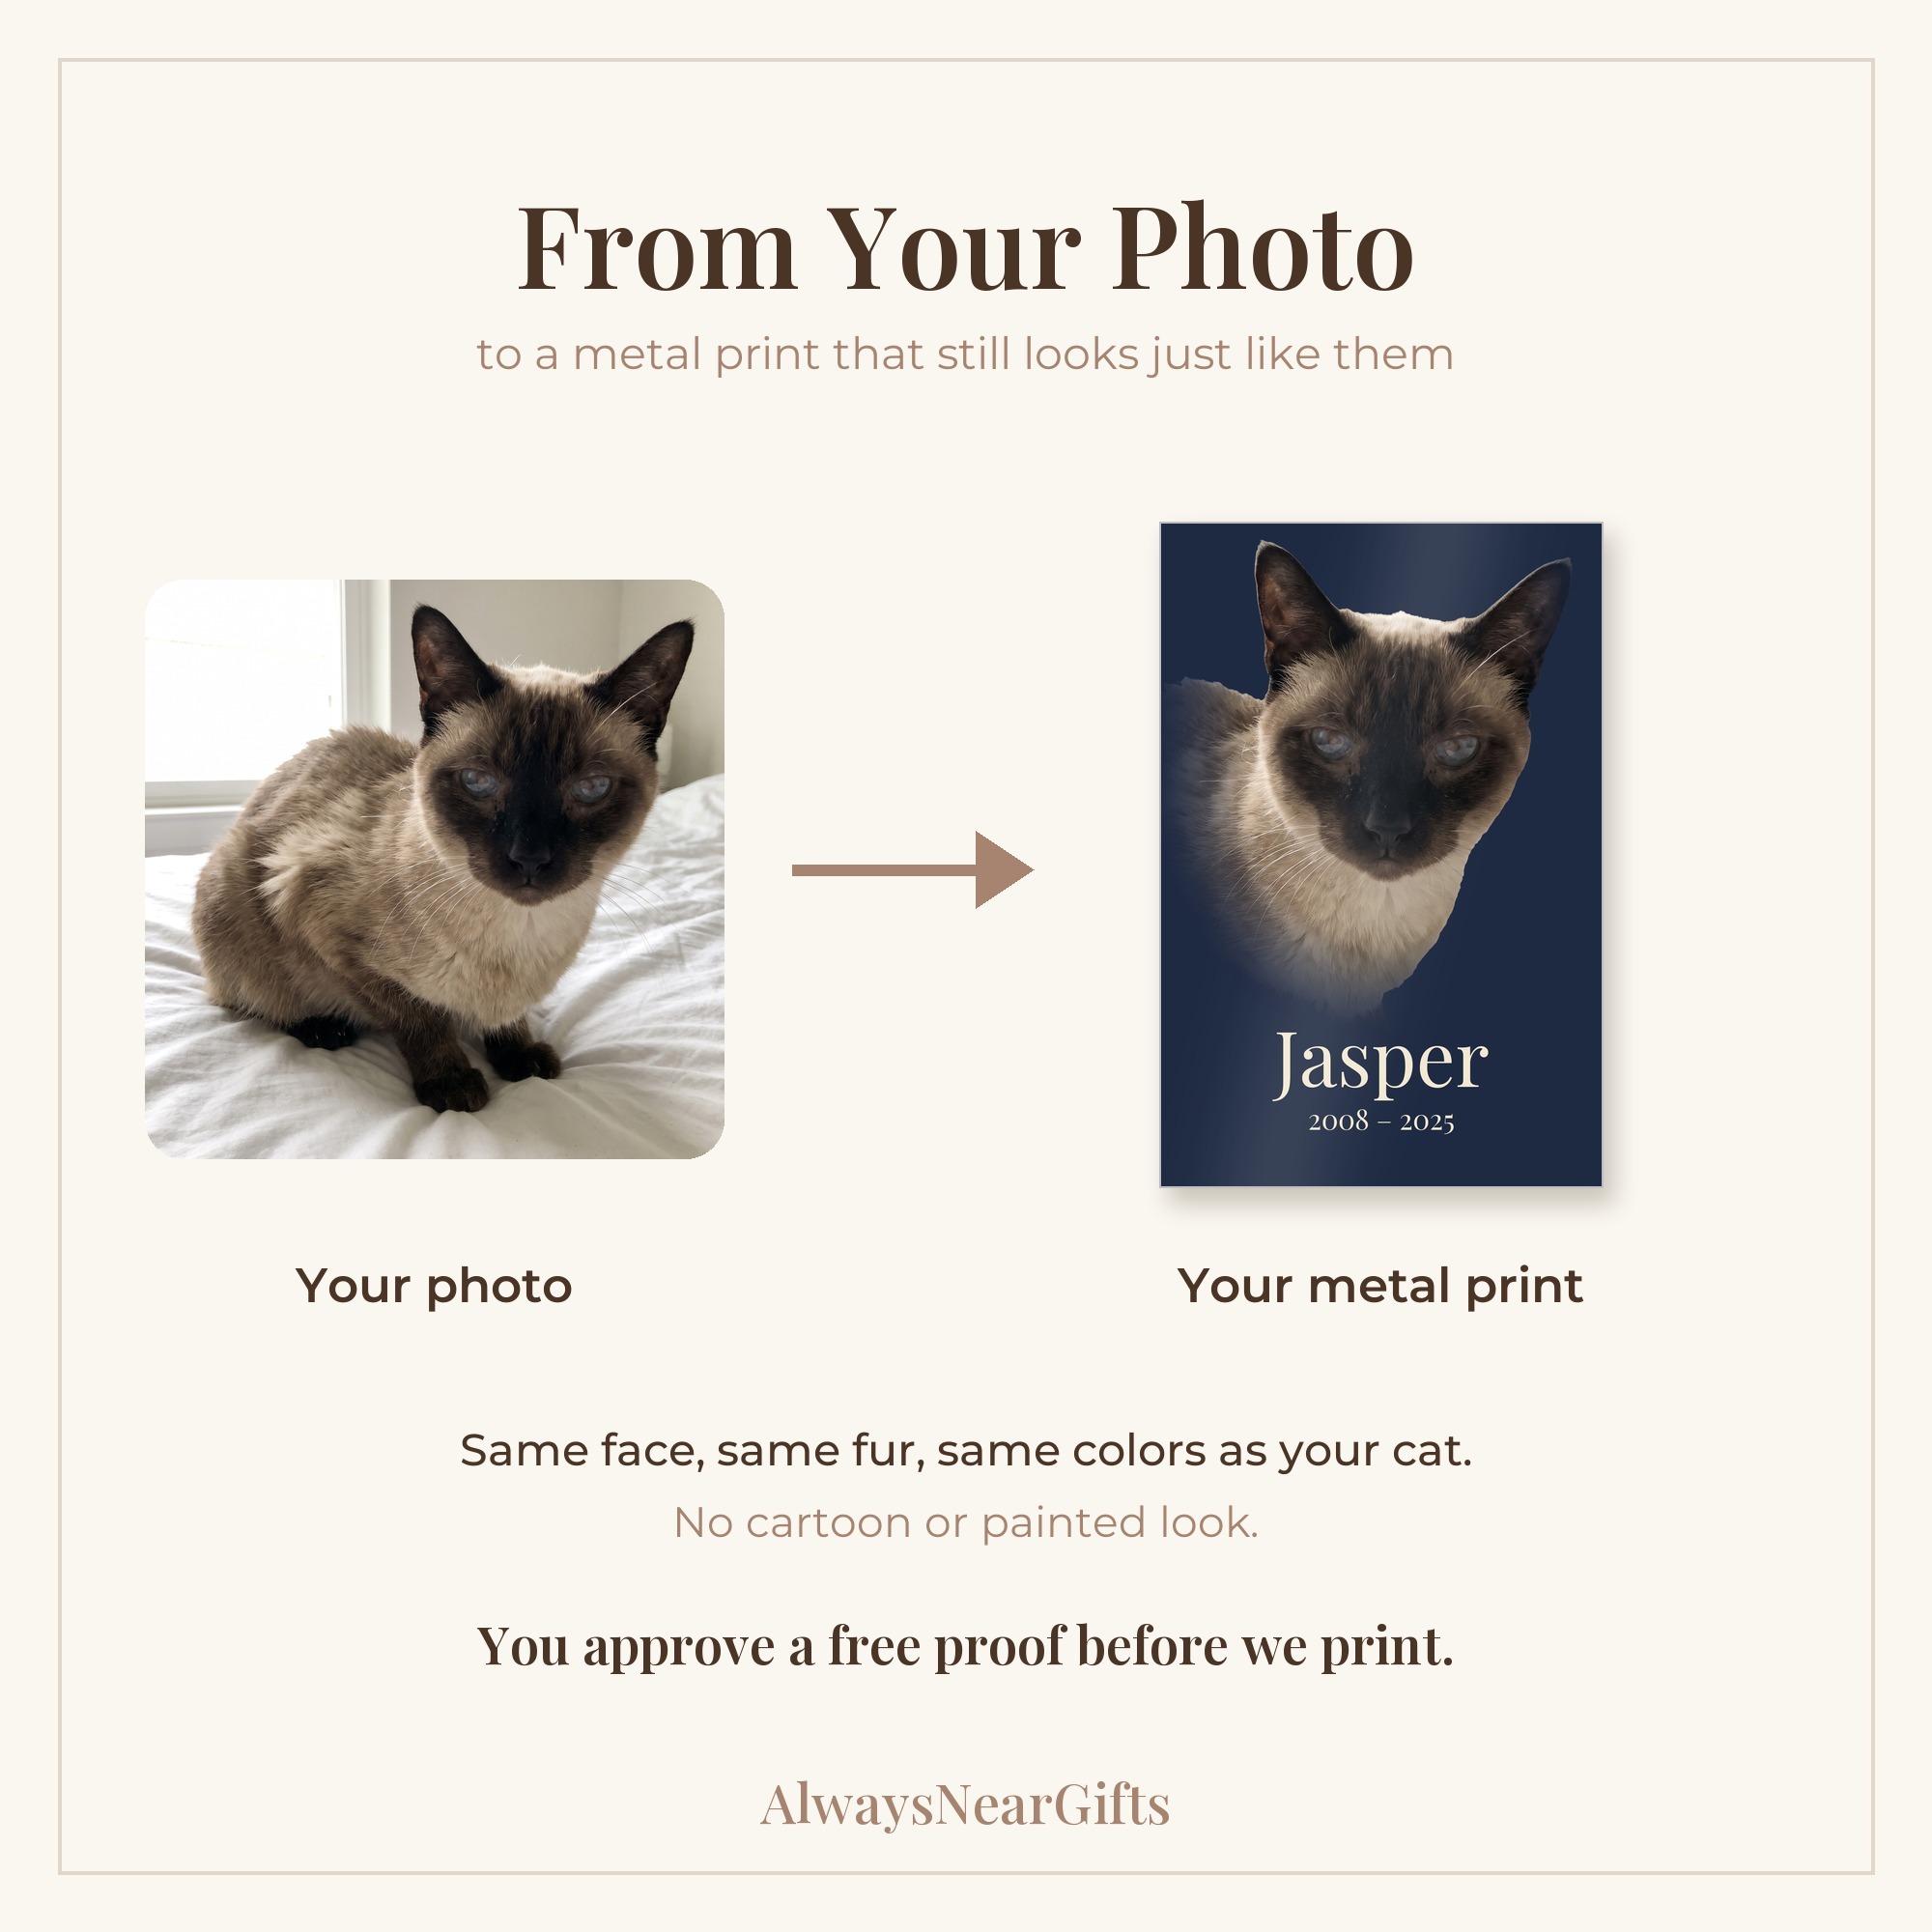 From Your Photo
to a metal print that still looks just like them
Jasper
2008 – 2025
Your photo
Your metal print
Same face, same fur, same colors as your cat.
No cartoon or painted look.
You approve a free proof before we print.
AlwaysNearGifts